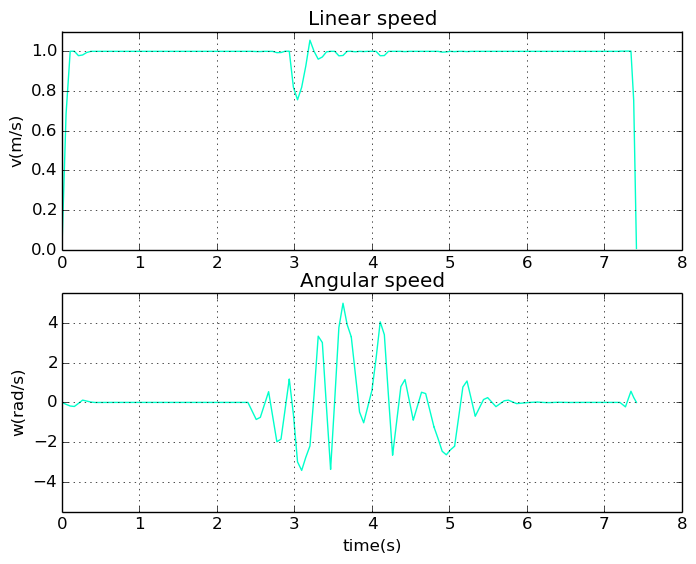 Linear speed
1.0
0.8
0.6
0.4
0.2
0.0
v(m/s)
0 1 2 3 4 5 6 7 8
Angular speed
4
2
0
−2
−4
w(rad/s)
0 1 2 3 4 5 6 7 8
time(s)